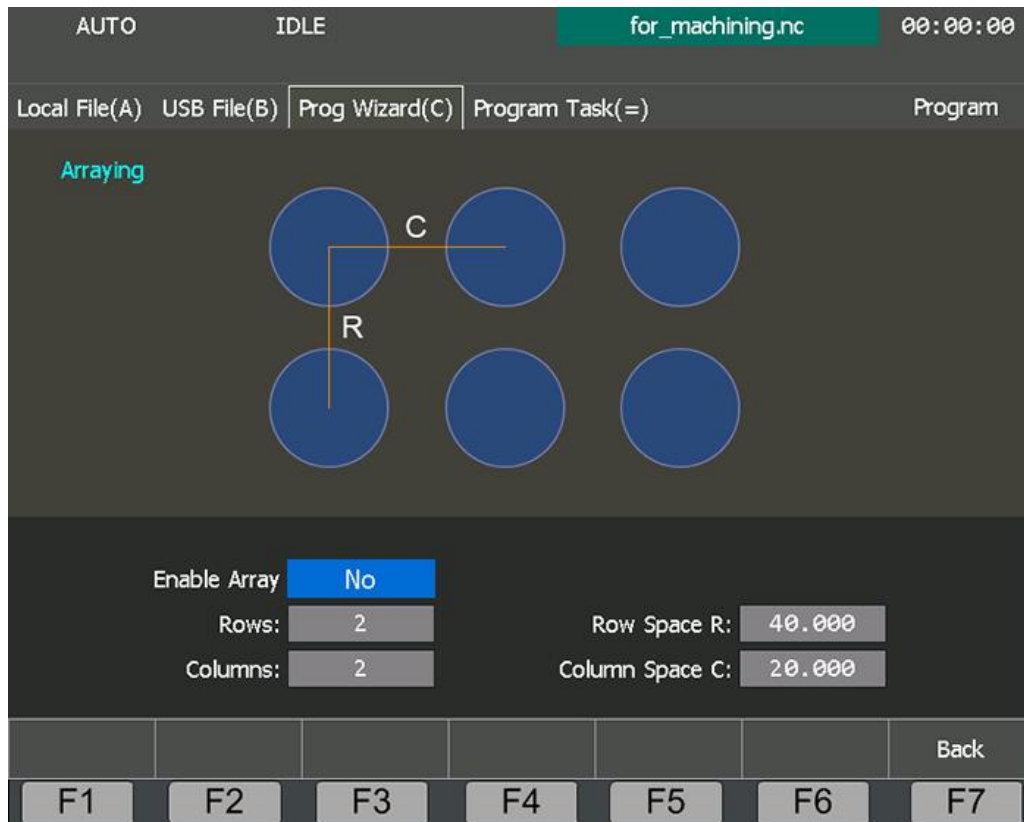 AUTO IDLE for_machining.nc 00:00:00
Local File(A) USB File(B) Prog Wizard(C) Program Task(=) Program
Arraying
C
R
Enable Array No
Rows: 2 Row Space R: 40.000
Columns: 2 Column Space C: 20.000
Back
F1 F2 F3 F4 F5 F6 F7